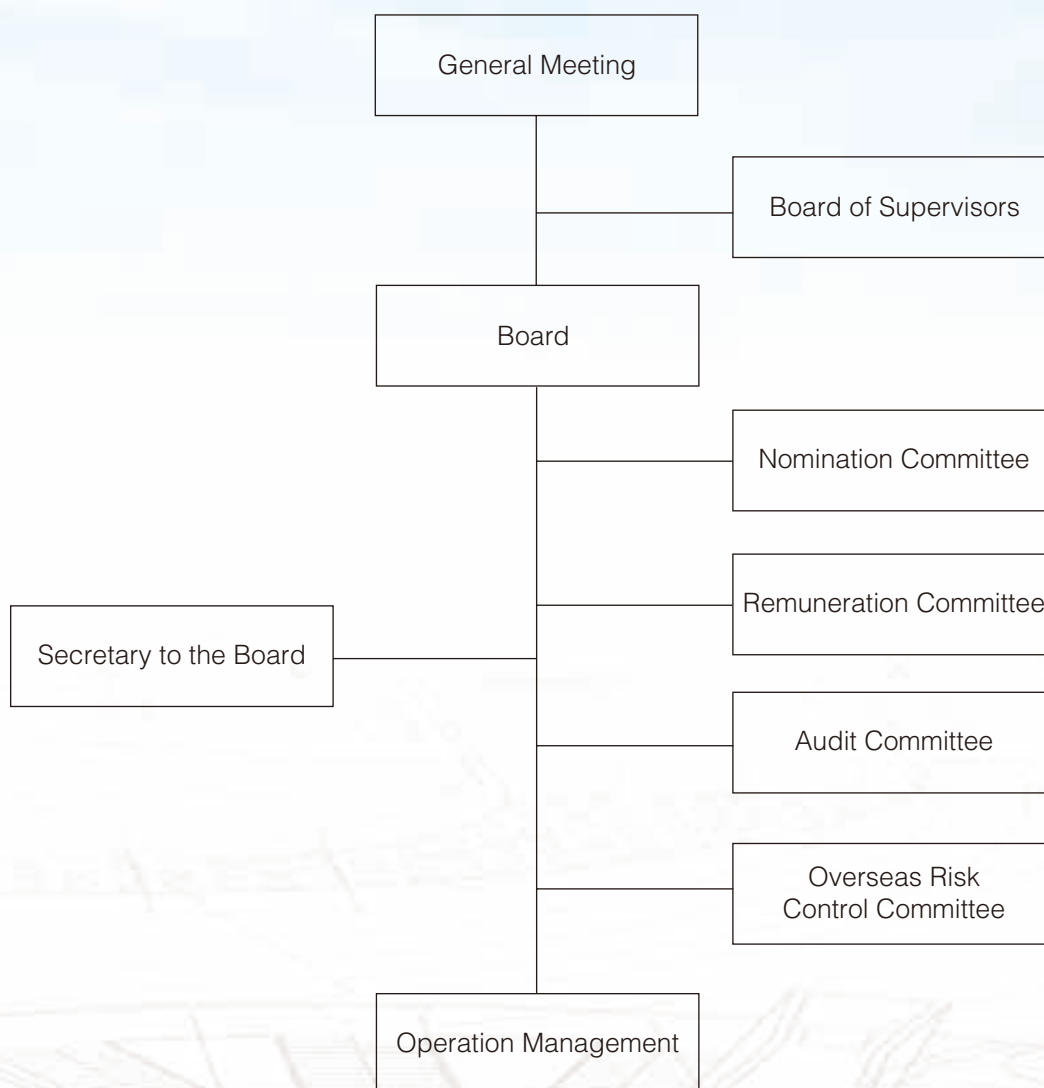 General Meeting
Board of Supervisors
Board
Nomination Committee
Remuneration Committee
Secretary to the Board
Audit Committee
Overseas Risk
Control Committee
Operation Management